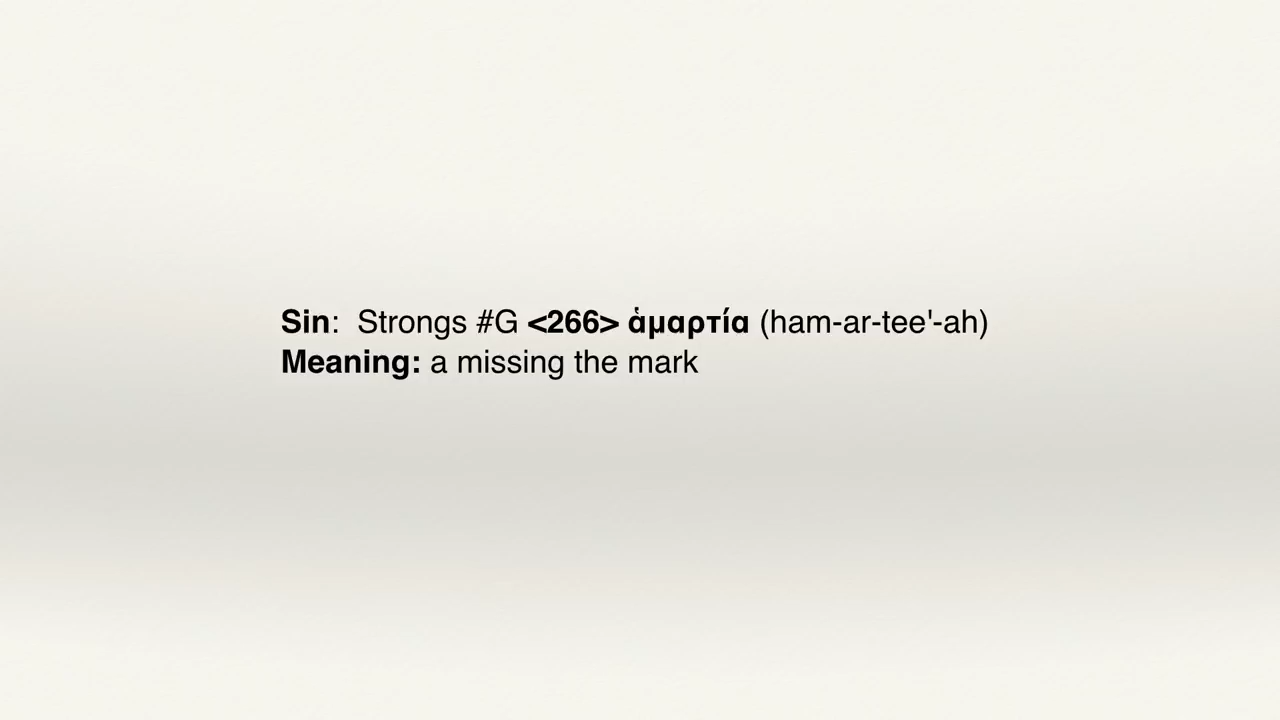 Sin:  Strongs #G <266> ἁμαρτία (ham-ar-tee'-ah)
Meaning: a missing the mark